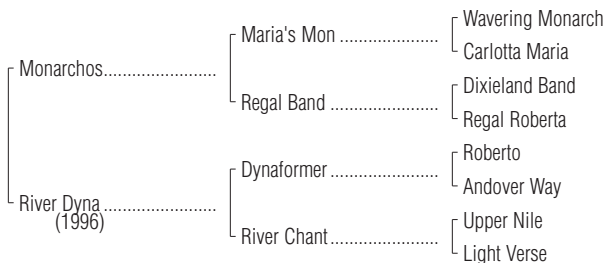 Wavering Monarch
Maria's Mon ........................................
Carlotta Maria
Monarchos..............................
Dixieland Band
Regal Band ........................................
Regal Roberta
Roberto
Dynaformer ........................................
Andover Way
River Dyna ..............................
(1996)
Upper Nile
River Chant ........................................
Light Verse